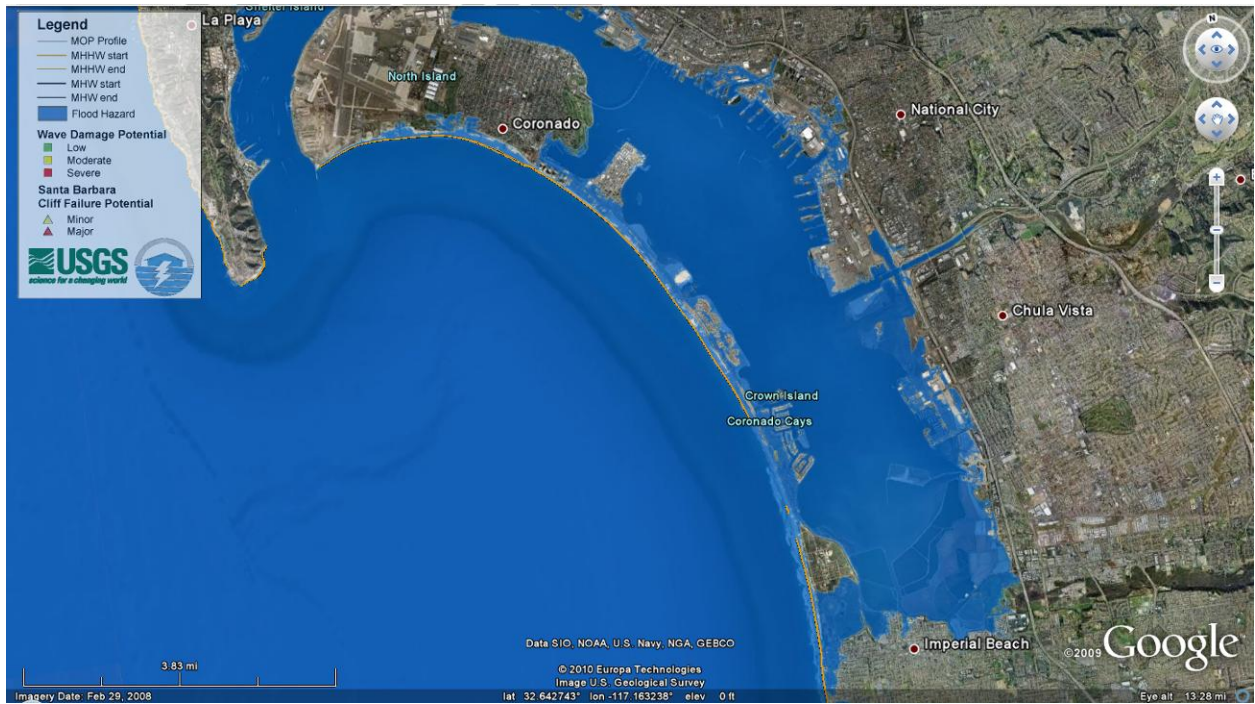 Legend
MOP Profile
MHHW start
MHHW end
MHW start
MHW end
Flood Hazard
Wave Damage Potential
Low
Moderate
Severe
Santa Barbara
Cliff Failure Potential
Minor
Major
USGS
science for a changing world
La Playa
Shelter Island
North Island
Coronado
National City
Chula Vista
Crown Island
Coronado Cays
Imperial Beach
N
Data SIO, NOAA, U.S. Navy, NGA, GEBCO
© 2010 Europa Technologies
Image U.S. Geological Survey
©2009 Google
3.83 mi
Imagery Date: Feb 29, 2008
lat 32.642743° lon -117.163238° elev 0 ft
Eye alt 13.28 mi